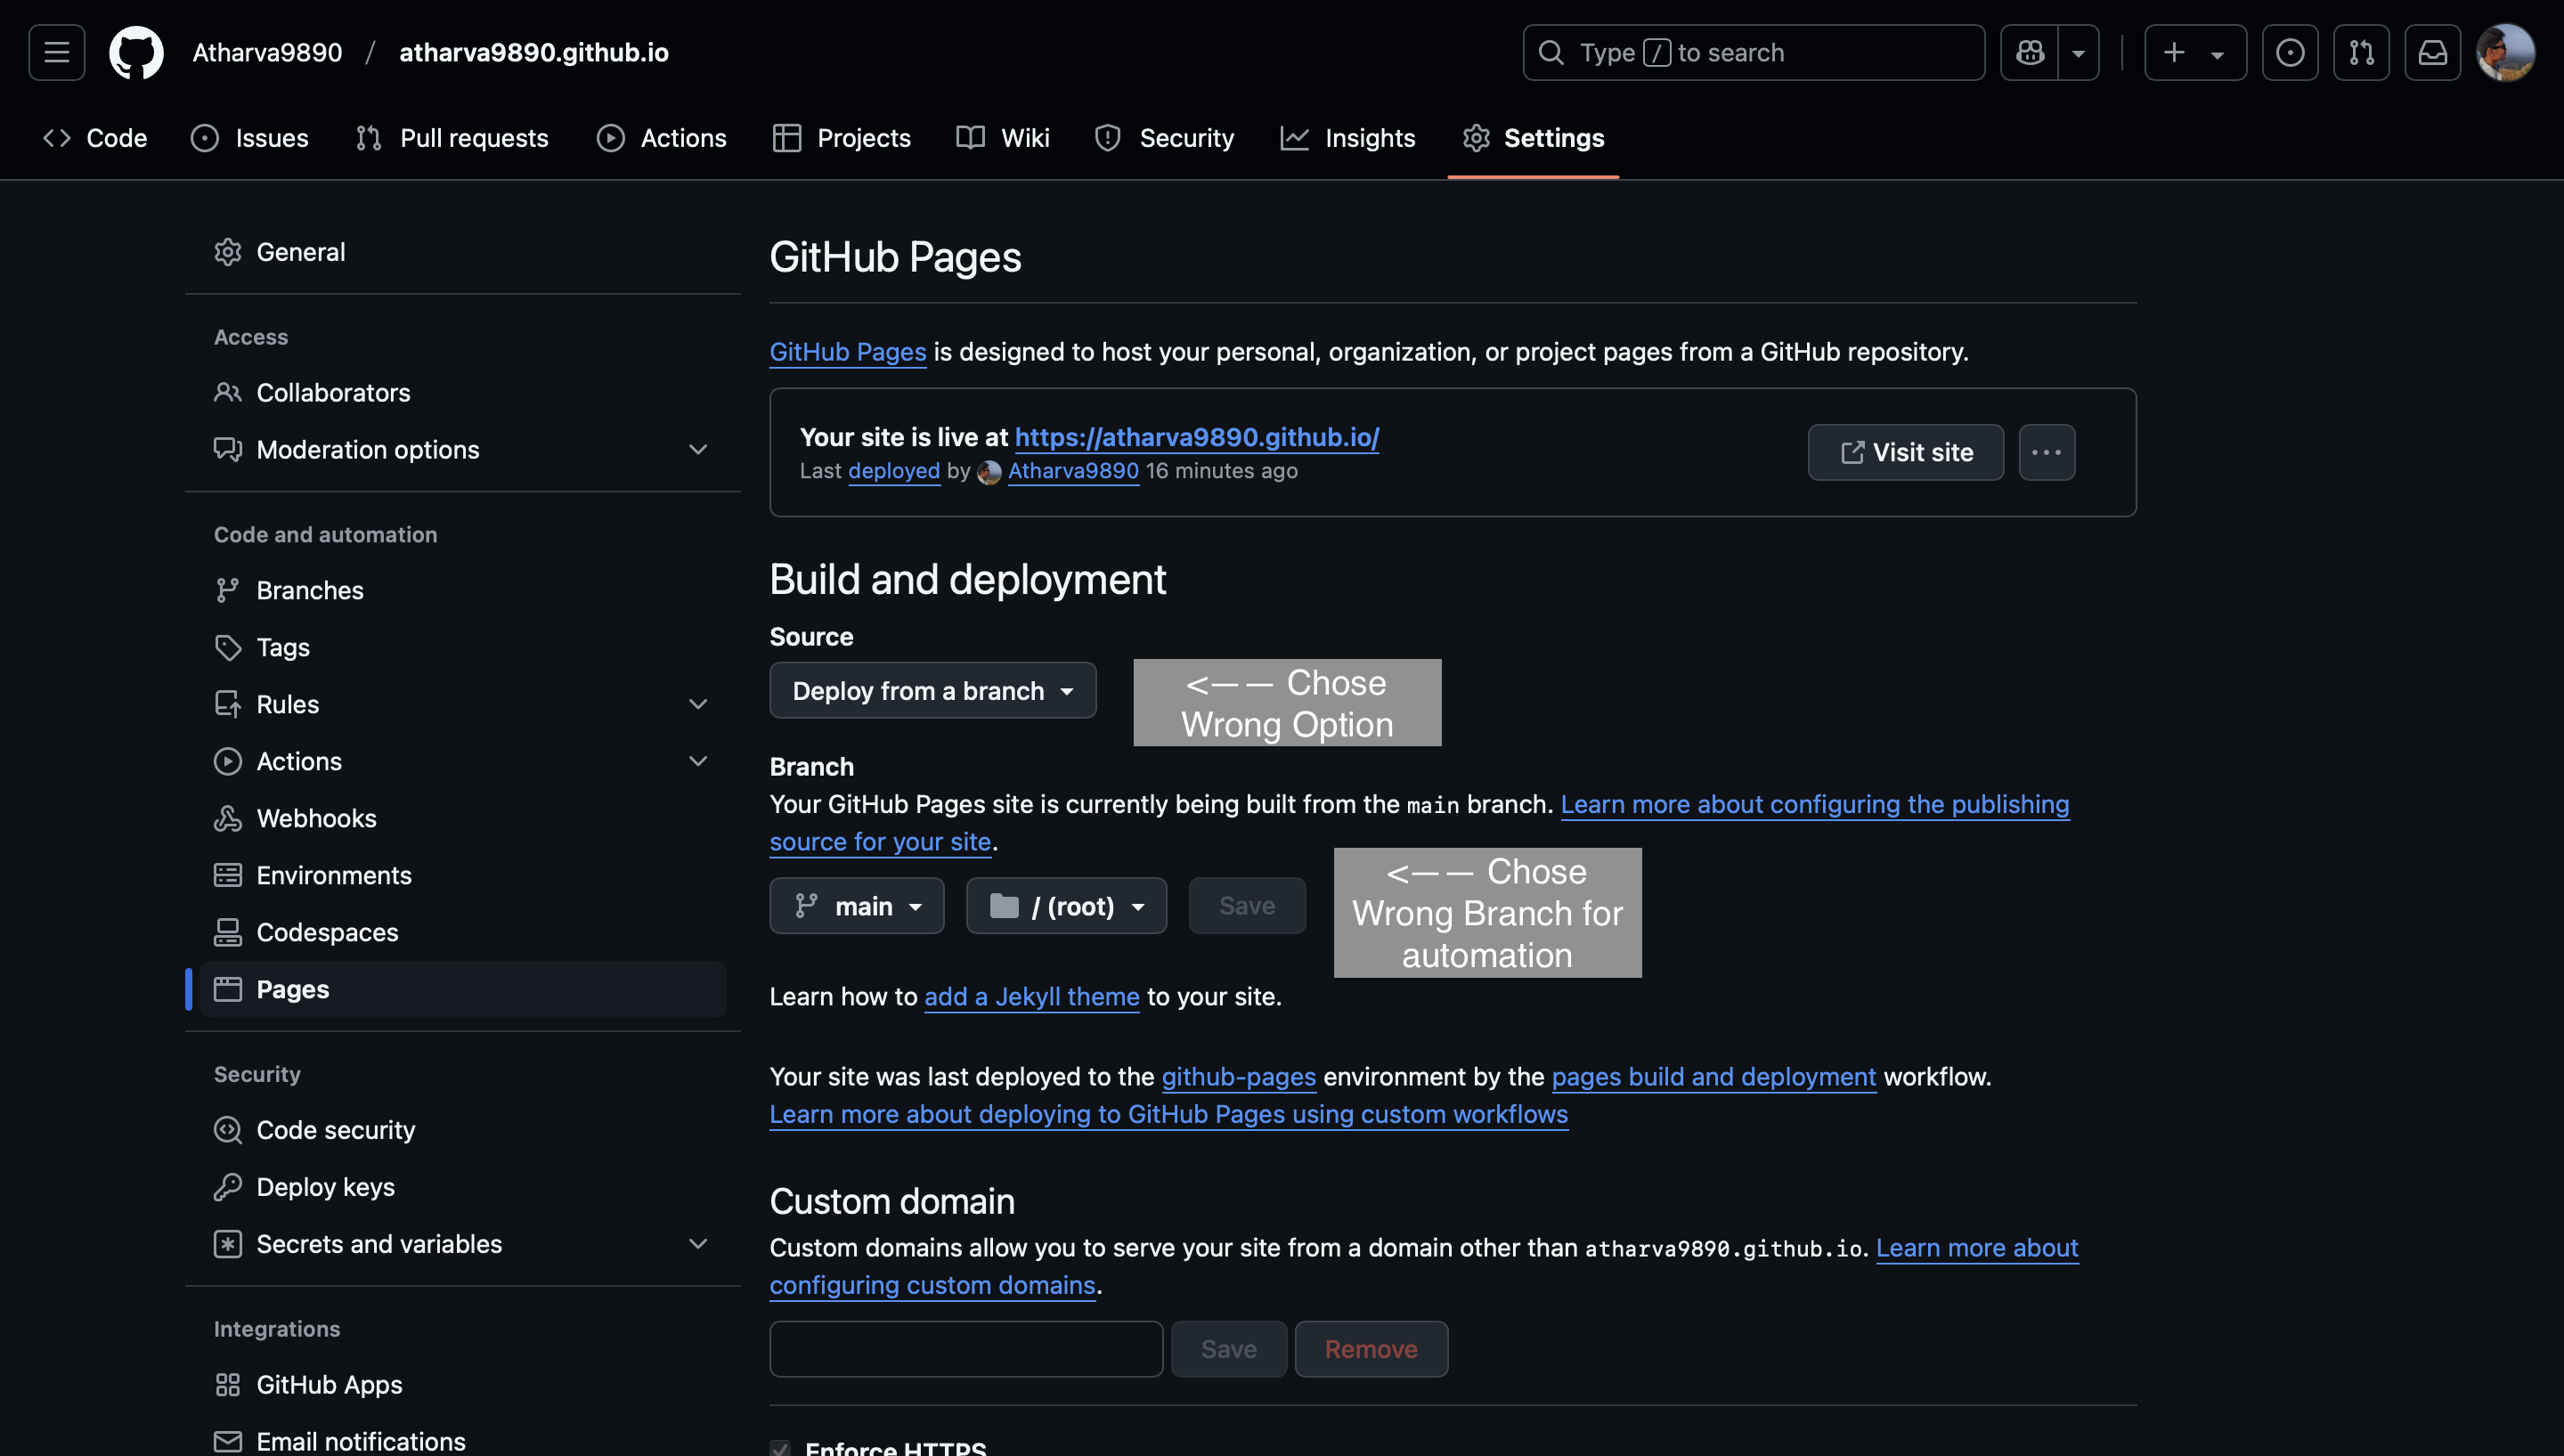 Atharva9890 / atharva9890.github.io
Type / to search
Code
Issues
Pull requests
Actions
Projects
Wiki
Security
Insights
Settings
General
Access
Collaborators
Moderation options
Code and automation
Branches
Tags
Rules
Actions
Webhooks
Environments
Codespaces
Pages
Security
Code security
Deploy keys
Secrets and variables
Integrations
GitHub Apps
Email notifications
GitHub Pages
GitHub Pages is designed to host your personal, organization, or project pages from a GitHub repository.
Your site is live at https://atharva9890.github.io/
Last deployed by Atharva9890 16 minutes ago
Visit site
Build and deployment
Source
Deploy from a branch
<—— Chose
Wrong Option
Branch
Your GitHub Pages site is currently being built from the main branch. Learn more about configuring the publishing
source for your site.
main
/ (root)
Save
<—— Chose
Wrong Branch for
automation
Learn how to add a Jekyll theme to your site.
Your site was last deployed to the github-pages environment by the pages build and deployment workflow.
Learn more about deploying to GitHub Pages using custom workflows
Custom domain
Custom domains allow you to serve your site from a domain other than atharva9890.github.io. Learn more about
configuring custom domains.
Save
Remove
Enforce HTTPS